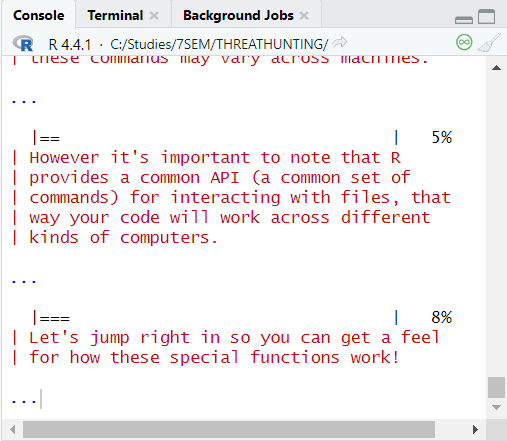 Console Terminal Background Jobs
R R 4.4.1 · C:/Studies/7SEM/THREATHUNTING/
| these commands may vary across machines.
...
|== | 5%
| However it's important to note that R
| provides a common API (a common set of
| commands) for interacting with files, that
| way your code will work across different
| kinds of computers.
...
|=== | 8%
| Let's jump right in so you can get a feel
| for how these special functions work!
...